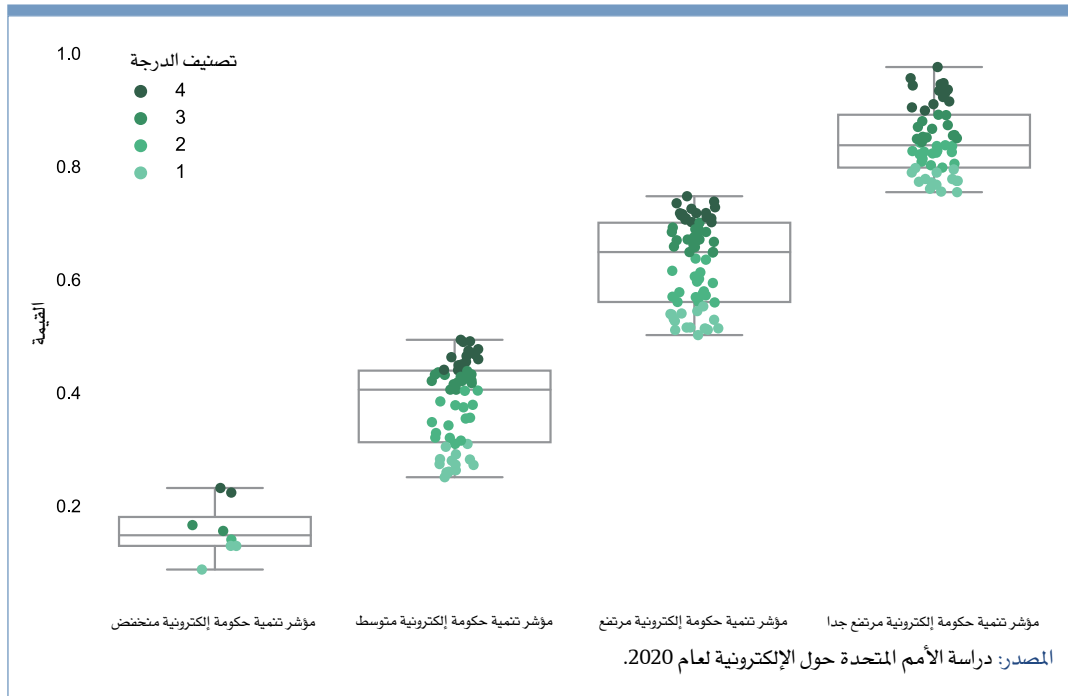 1.0
تصنيف الدرجة
4
3
2
1
0.8
0.6
القيمة
0.4
0.2
مؤشر تنمية حكومة إلكترونية منخفض
مؤشر تنمية حكومة إلكترونية متوسط
مؤشر تنمية حكومة إلكترونية مرتفع
مؤشر تنمية حكومة إلكترونية مرتفع جدا
المصدر: دراسة الأمم المتحدة حول الإلكترونية لعام 2020.